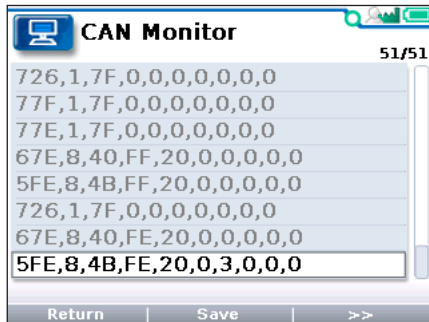 CAN Monitor
51/51
726,1,7F,0,0,0,0,0,0,0
77F,1,7F,0,0,0,0,0,0,0
77E,1,7F,0,0,0,0,0,0,0
67E,8,40,FF,20,0,0,0,0,0
5FE,8,4B,FF,20,0,0,0,0,0
726,1,7F,0,0,0,0,0,0,0
67E,8,40,FE,20,0,0,0,0,0
5FE,8,4B,FE,20,0,3,0,0,0
Return | Save | >>